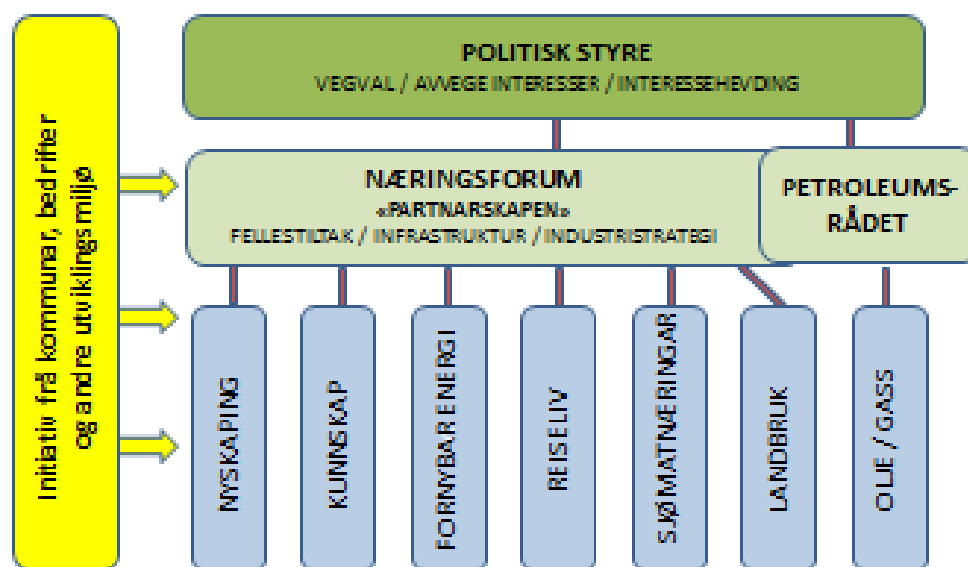 Initiativ frå kommunar, bedrifter
og andre utviklingsmiljø
POLITISK STYRE
VEGVAL / AVVEGE INTERESSER / INTERESSEHEVDING
NÆRINGSFORUM
«PARTNARSKAPEN»
FELLESTILTAK / INFRASTRUKTUR / INDUSTRISTRATEGI
PETROLEUMS-
RÅDET
NYSKAPING
KUNNSKAP
FORNYBAR ENERGI
REISELIV
SJØMATNÆRINGAR
LANDBRUK
OLJE / GASS